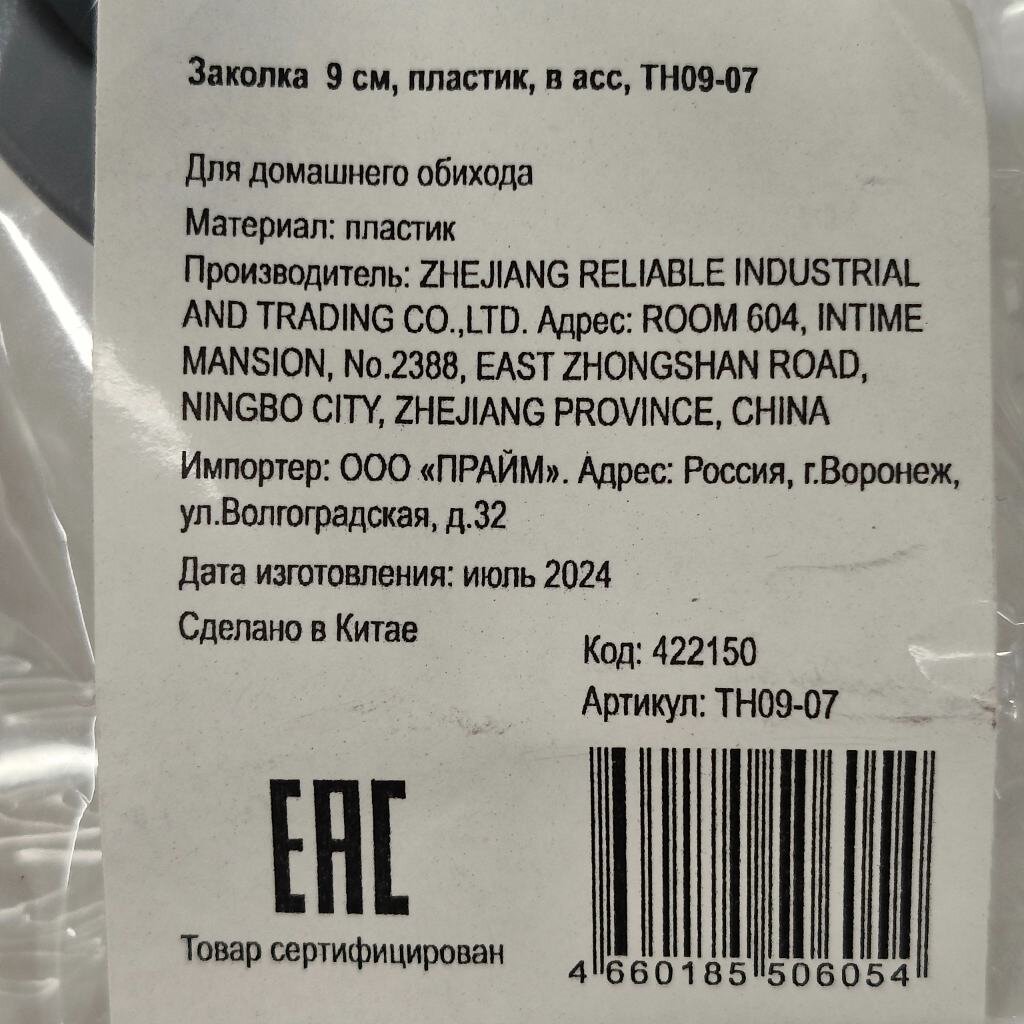 Заколка 9 см, пластик, в асс, TH09-07
Для домашнего обихода
Материал: пластик
Производитель: ZHEJIANG RELIABLE INDUSTRIAL
AND TRADING CO.,LTD. Адрес: ROOM 604, INTIME
MANSION, No.2388, EAST ZHONGSHAN ROAD,
NINGBO CITY, ZHEJIANG PROVINCE, CHINA
Импортер: ООО «ПРАЙМ». Адрес: Россия, г.Воронеж,
ул.Волгоградская, д.32
Дата изготовления: июль 2024
Сделано в Китае
Код: 422150
Артикул: TH09-07
EAC
Товар сертифицирован
4 660185 506054